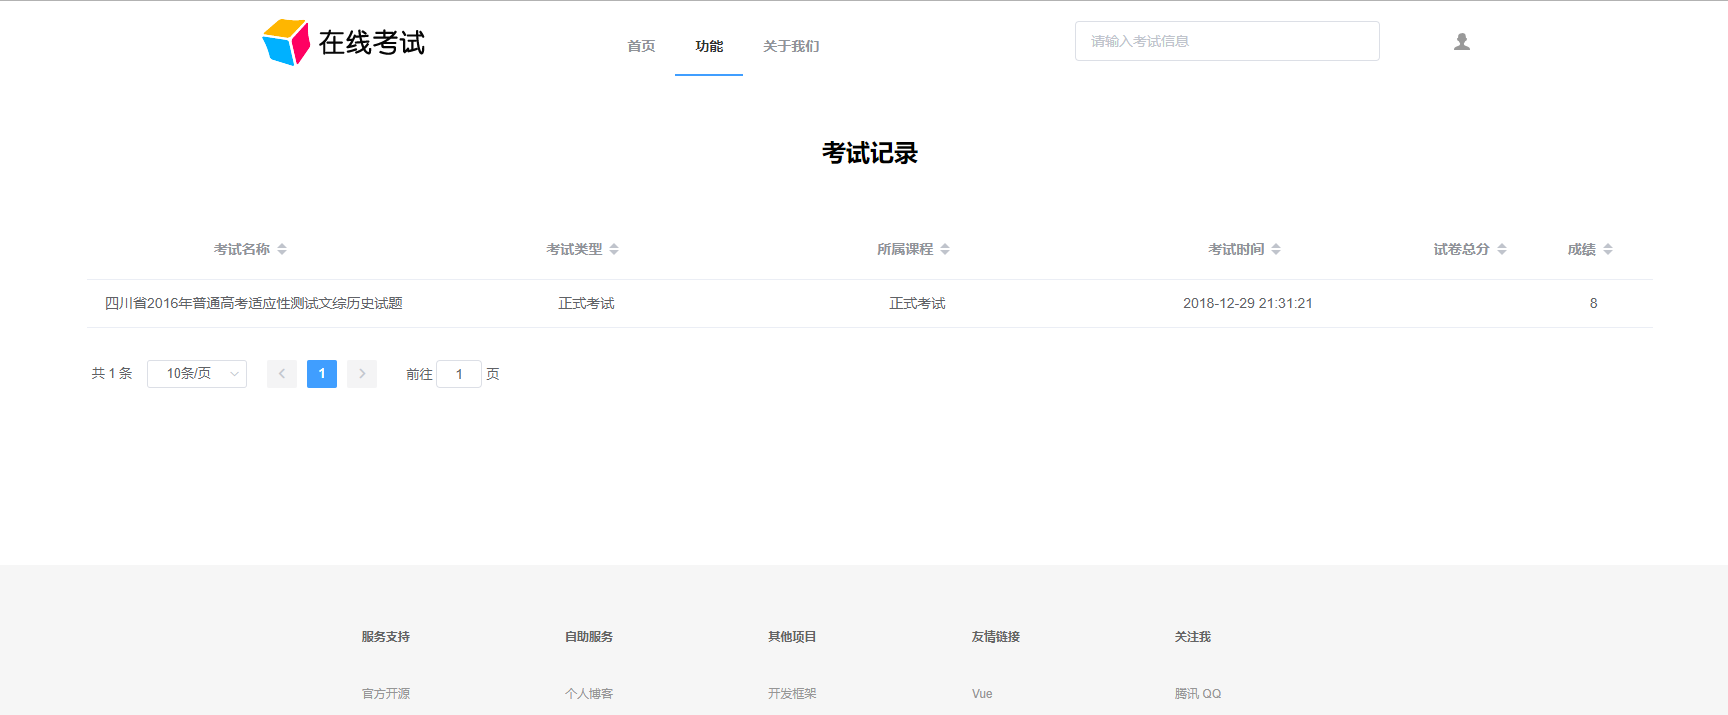 在线考试
首页 功能 关于我们
请输入考试信息
考试记录
考试名称 考试类型 所属课程 考试时间 试卷总分 成绩
四川省2016年普通高考适应性测试文综历史试题 正式考试 正式考试 2018-12-29 21:31:21 8
共 1 条 10条/页 1 前往 1 页
服务支持 自助服务 其他项目 友情链接 关注我
官方开源 个人博客 开发框架 Vue 腾讯 QQ